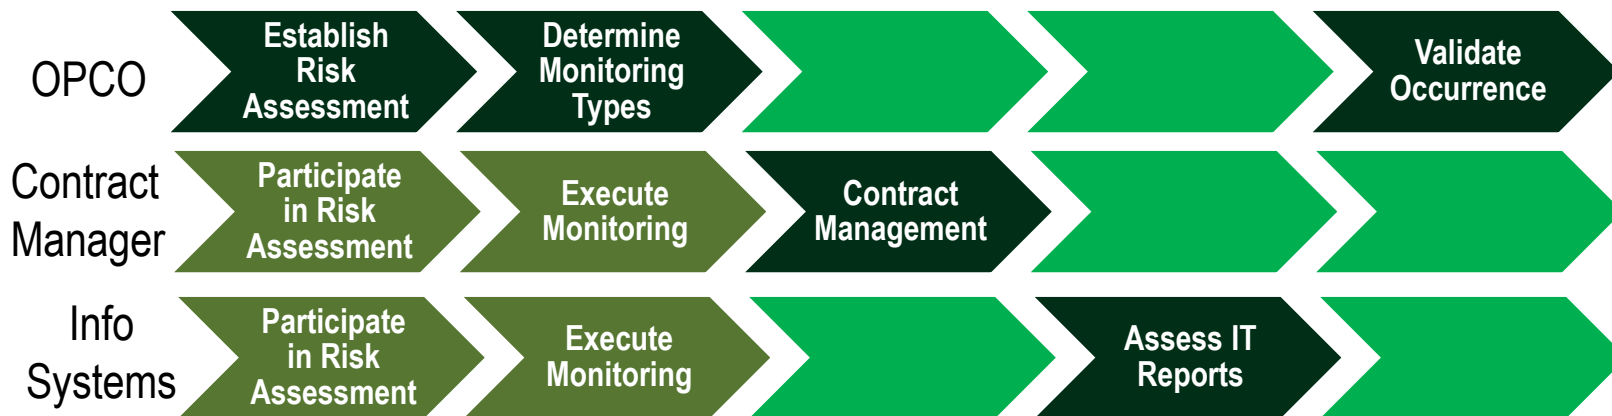 OPCO
Establish
Risk
Assessment
Determine
Monitoring
Types
Validate
Occurrence
Contract
Manager
Participate
in Risk
Assessment
Execute
Monitoring
Contract
Management
Info
Systems
Participate
in Risk
Assessment
Execute
Monitoring
Assess IT
Reports